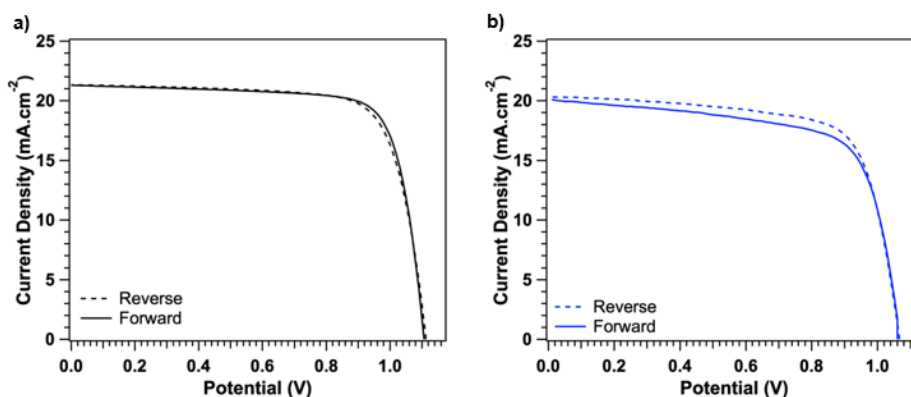 a)
25
20
15
10
5
0
Current Density (mA.cm-2)
Reverse
Forward
0.0 0.2 0.4 0.6 0.8 1.0
Potential (V)
b)
25
20
15
10
5
0
Current Density (mA.cm-2)
Reverse
Forward
0.0 0.2 0.4 0.6 0.8 1.0
Potential (V)